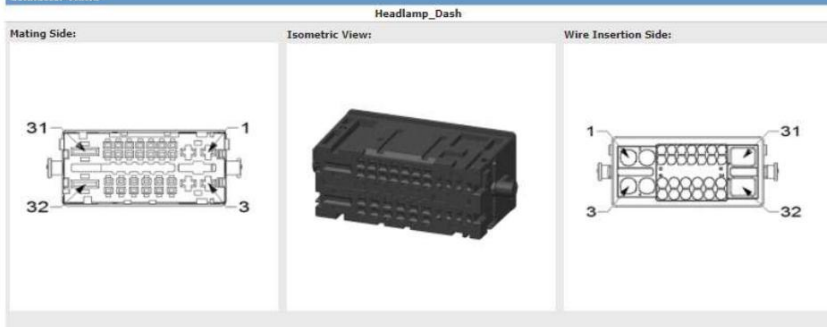 Headlamp_Dash
Mating Side:
Isometric View:
Wire Insertion Side:
31
1
32
3
1
31
3
32